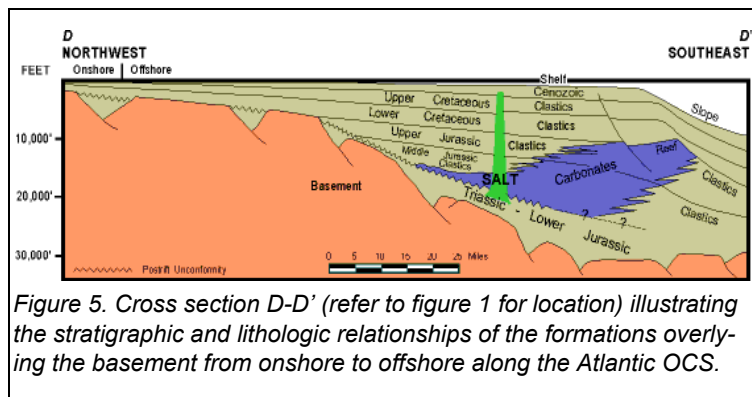 D
NORTHWEST
D'
SOUTHEAST
FEET
Onshore
Offshore
Shelf
Slope
Cenozoic
Clastics
Upper Cretaceous
Lower Cretaceous
Clastics
Upper Jurassic
Clastics
Middle Jurassic
Clastics
Reef
10,000'
SALT
Carbonates
Clastics
Basement
20,000'
Triassic - Lower Jurassic
? ?
Clastics
30,000'
0 5 10 15 20 25 Miles
Postrift Unconformity
Figure 5. Cross section D-D' (refer to figure 1 for location) illustrating
the stratigraphic and lithologic relationships of the formations overly-
ing the basement from onshore to offshore along the Atlantic OCS.